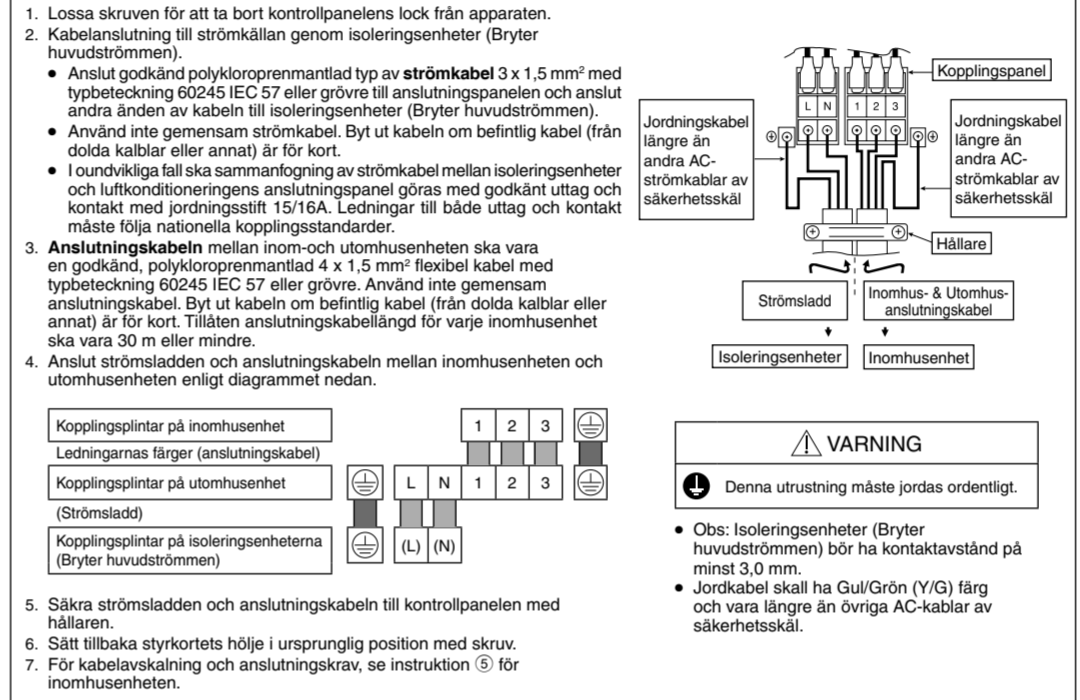 1. Lossa skruven för att ta bort kontrollpanelens lock från apparaten.
2. Kabelanslutning till strömkällan genom isoleringsenheter (Bryter
huvudströmmen).
● Anslut godkänd polykloroprenmantlad typ av strömkabel 3 x 1,5 mm² med
typbeteckning 60245 IEC 57 eller grövre till anslutningspanelen och anslut
andra änden av kabeln till isoleringsenheter (Bryter huvudströmmen).
● Använd inte gemensam strömkabel. Byt ut kabeln om befintlig kabel (från
dolda kalblar eller annat) är för kort.
● I oundvikliga fall ska sammanfogning av strömkabel mellan isoleringsenheter
och luftkonditioneringens anslutningspanel göras med godkänt uttag och
kontakt med jordningsstift 15/16A. Ledningar till både uttag och kontakt
måste följa nationella kopplingsstandarder.
3. Anslutningskabeln mellan inom-och utomhusenheten ska vara
en godkänd, polykloroprenmantlad 4 x 1,5 mm² flexibel kabel med
typbeteckning 60245 IEC 57 eller grövre. Använd inte gemensam
anslutningskabel. Byt ut kabeln om befintlig kabel (från dolda kalblar eller
annat) är för kort. Tillåten anslutningskabellängd för varje inomhusenhet
ska vara 30 m eller mindre.
4. Anslut strömsladden och anslutningskabeln mellan inomhusenheten och
utomhusenheten enligt diagrammet nedan.
Kopplingsplintar på inomhusenhet
1 2 3
Ledningarnas färger (anslutningskabel)
Kopplingsplintar på utomhusenhet
L N 1 2 3
(Strömsladd)
Kopplingsplintar på isoleringsenheterna
(Bryter huvudströmmen)
(L) (N)
5. Säkra strömsladden och anslutningskabeln till kontrollpanelen med
hållaren.
6. Sätt tillbaka styrkortets hölje i ursprunglig position med skruv.
7. För kabelavskalning och anslutningskrav, se instruktion ⑤ för
inomhusenheten.
Kopplingspanel
L N 1 2 3
Jordningskabel
längre än
andra AC-
strömkablar av
säkerhetsskäl
Jordningskabel
längre än
andra AC-
strömkablar av
säkerhetsskäl
Hållare
Strömsladd
Inomhus- & Utomhus-
anslutningskabel
Isoleringsenheter
Inomhusenhet
VARNING
Denna utrustning måste jordas ordentligt.
● Obs: Isoleringsenheter (Bryter
huvudströmmen) bör ha kontaktavstånd på
minst 3,0 mm.
● Jordkabel skall ha Gul/Grön (Y/G) färg
och vara längre än övriga AC-kablar av
säkerhetsskäl.